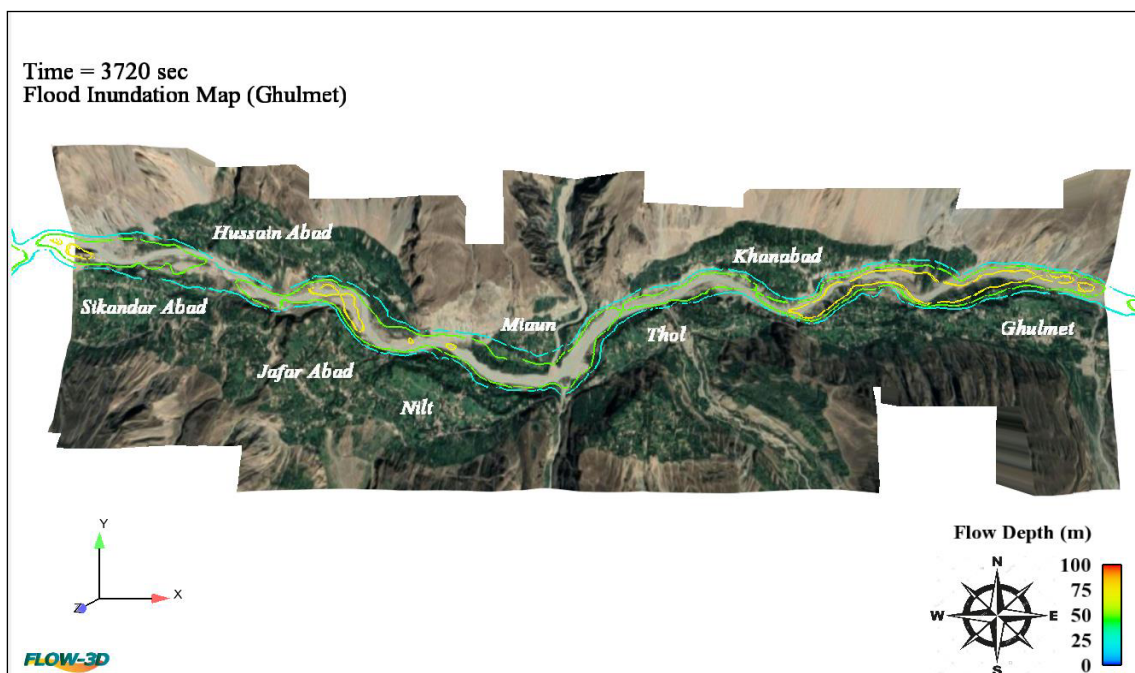 Time = 3720 sec
Flood Inundation Map (Ghulmet)
Hussain Abad
Khanabad
Sikandar Abad
Miaun
Thol
Ghulmet
Jafar Abad
Nilt
Y
X
Z
Flow Depth (m)
N
W
E
S
100
75
50
25
0
FLOW-3D